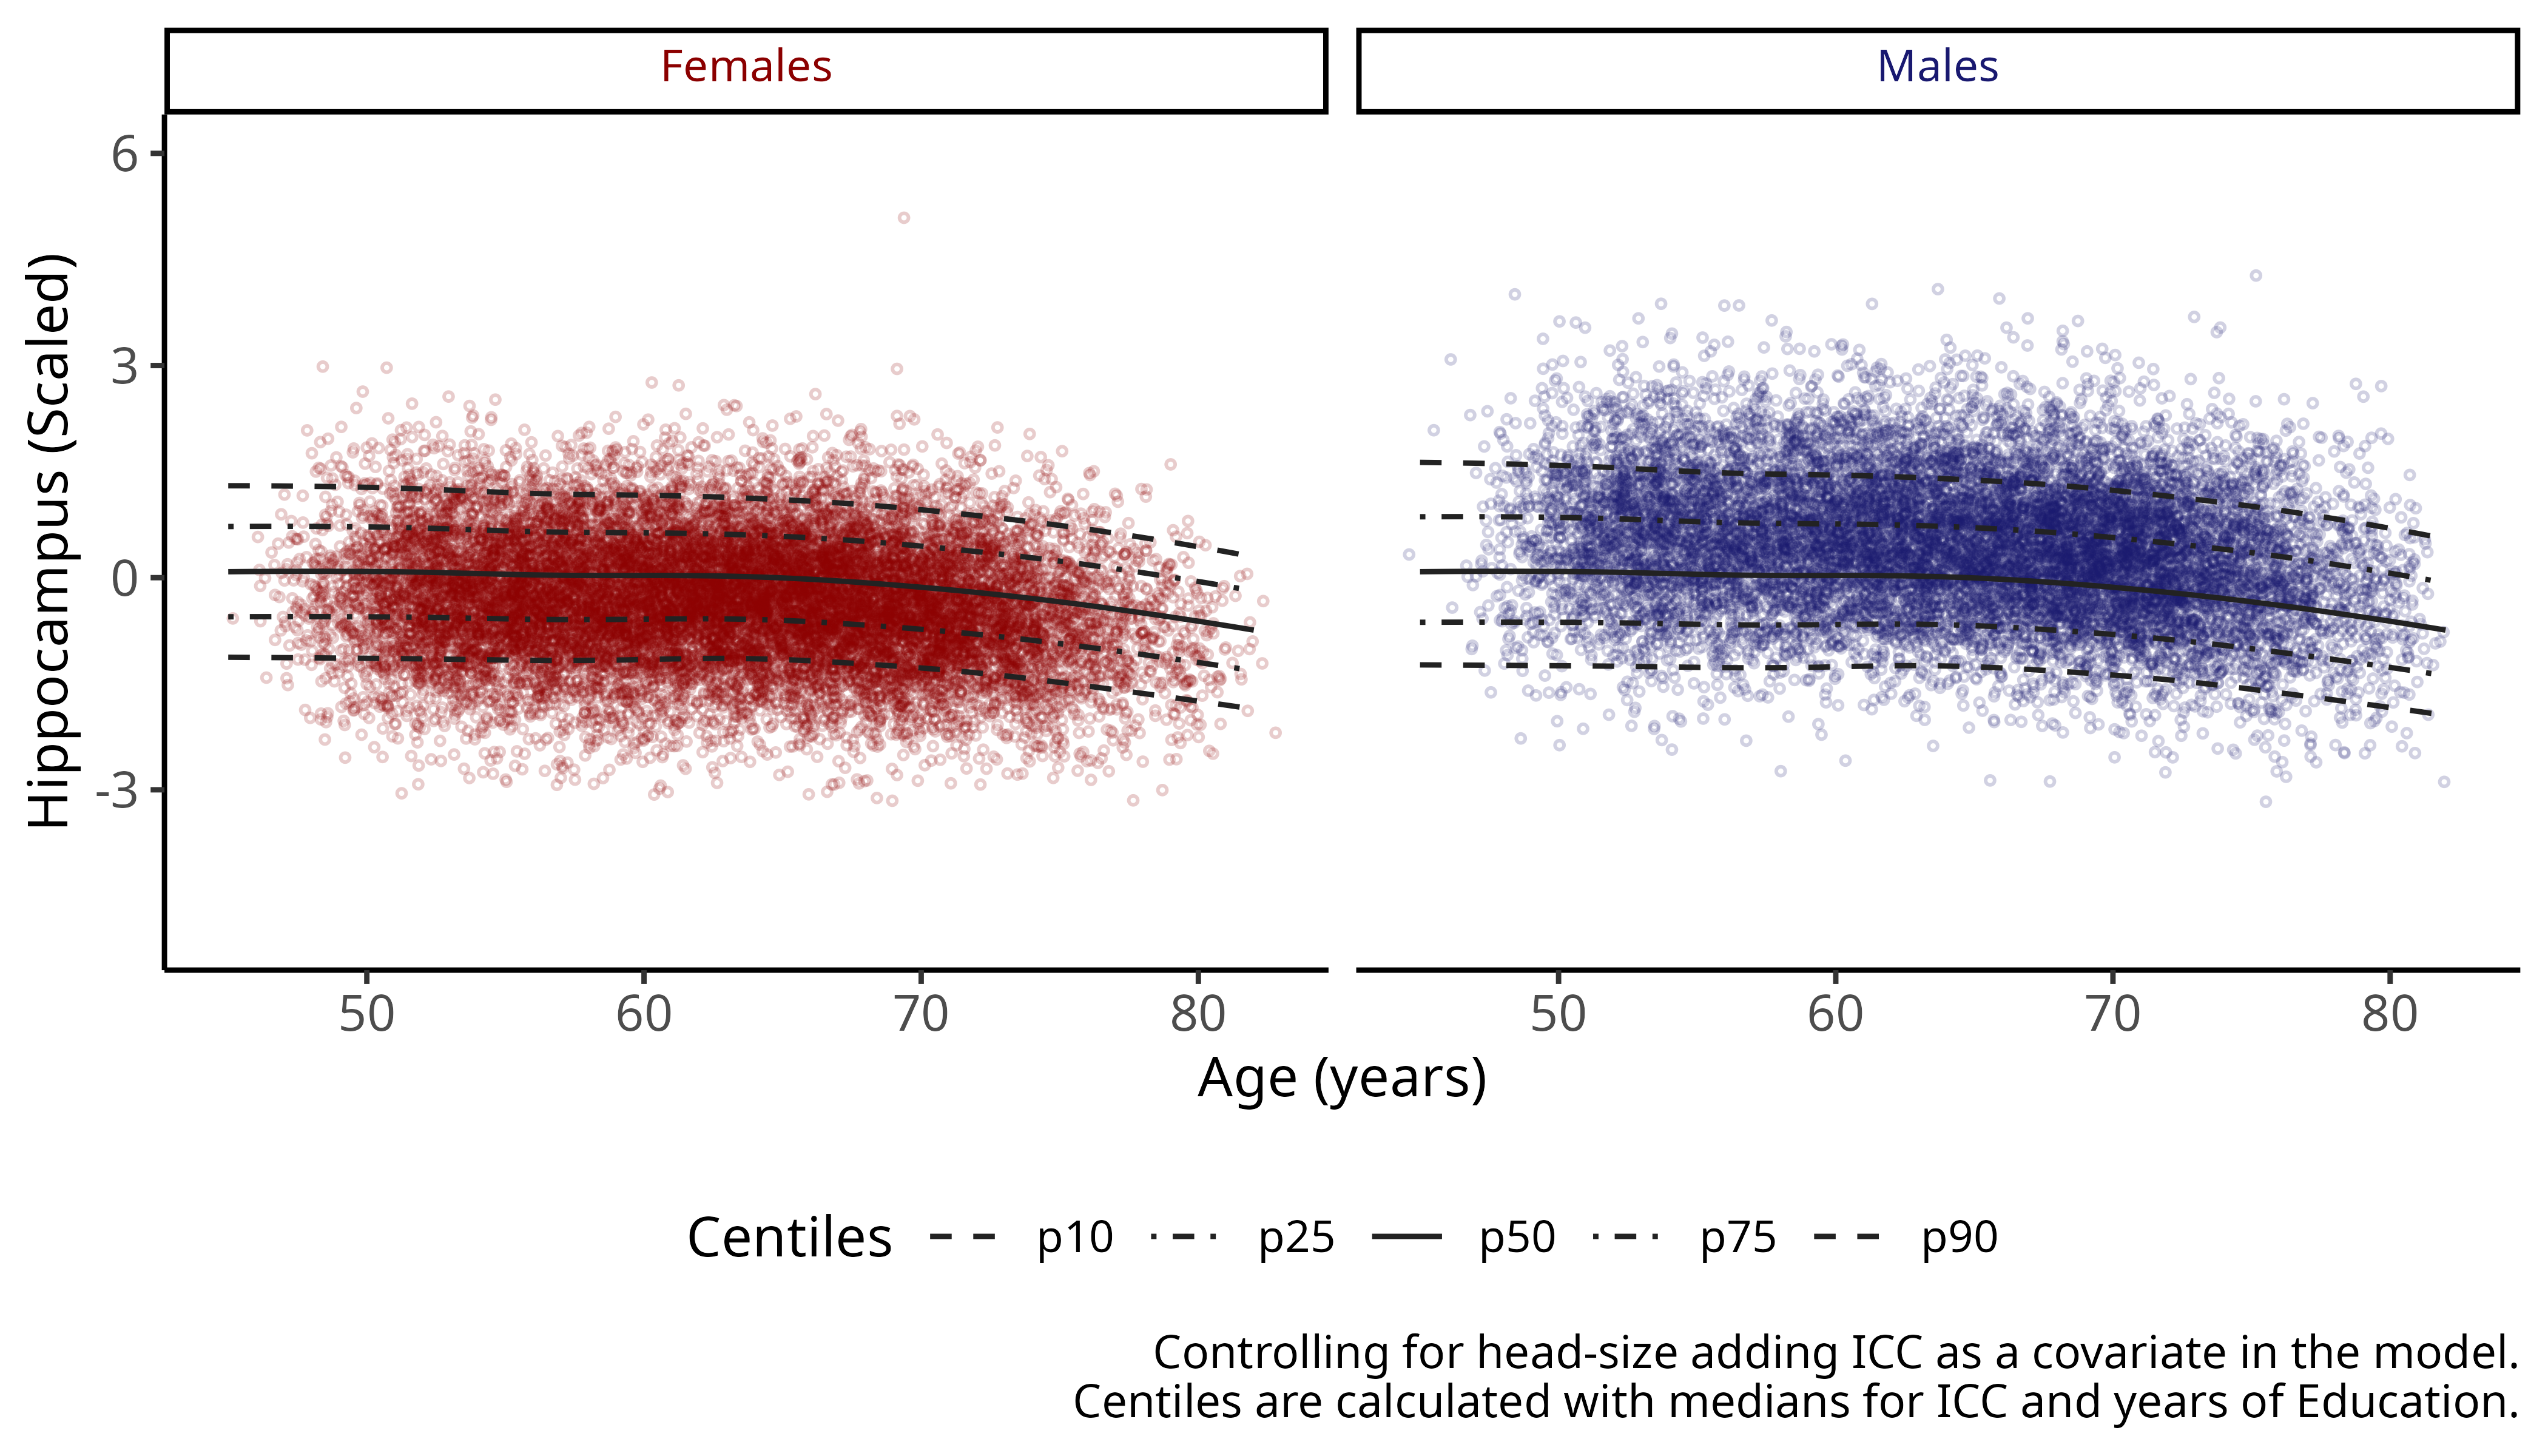 Females
Males
Hippocampus (Scaled)
6
3
0
-3
50 60 70 80
50 60 70 80
Age (years)
Centiles p10 p25 p50 p75 p90
Controlling for head-size adding ICC as a covariate in the model.
Centiles are calculated with medians for ICC and years of Education.